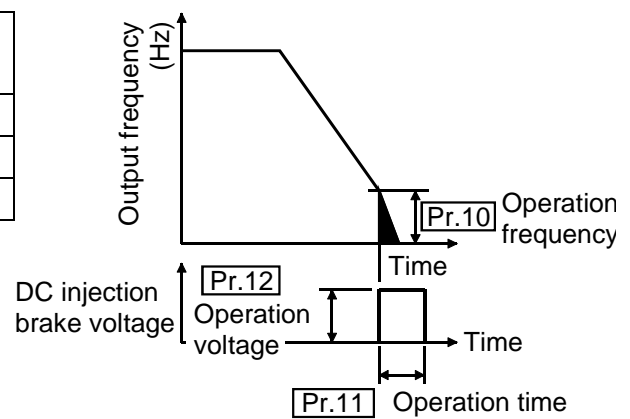 Output frequency
(Hz)
Pr.10
Operation
frequency
Time
Pr.12
Operation
voltage
DC injection
brake voltage
Time
Pr.11
Operation time